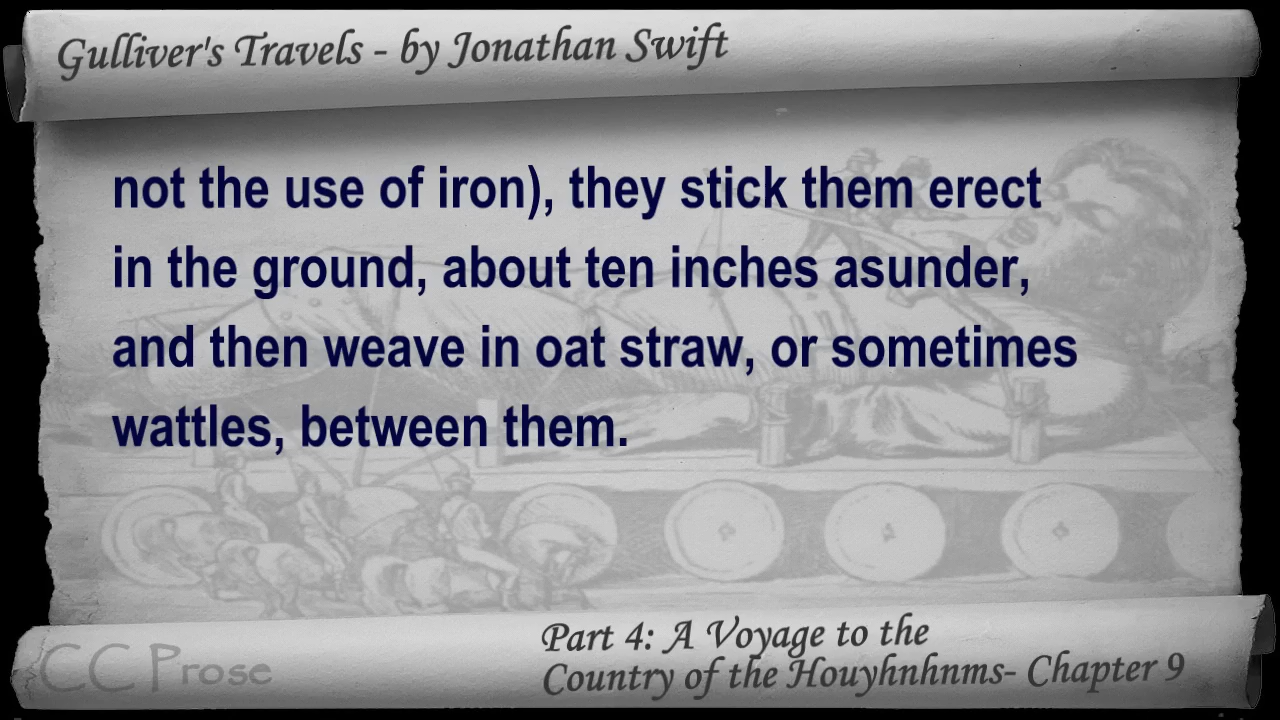 Gulliver's Travels - by Jonathan Swift
not the use of iron), they stick them erect
in the ground, about ten inches asunder,
and then weave in oat straw, or sometimes
wattles, between them.
Part 4: A Voyage to the
Country of the Houyhnhnms- Chapter 9
CC Prose